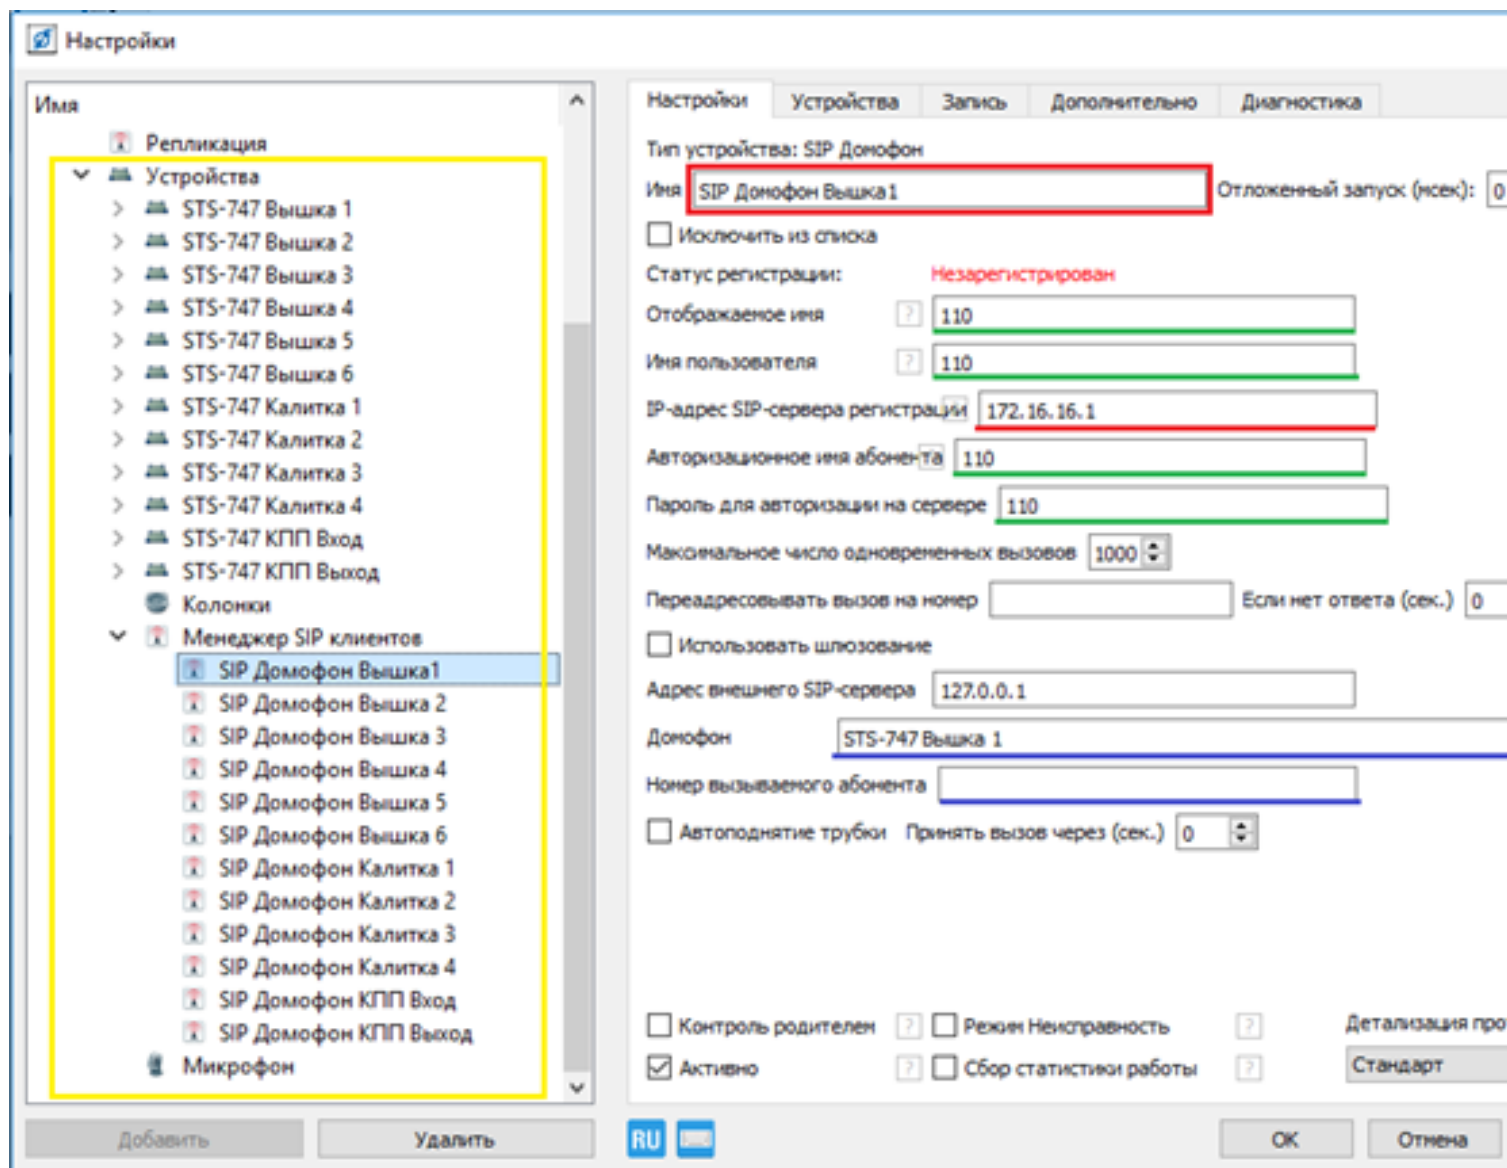 Настройки
Имя
Репликация
Устройства
STS-747 Вышка 1
STS-747 Вышка 2
STS-747 Вышка 3
STS-747 Вышка 4
STS-747 Вышка 5
STS-747 Вышка 6
STS-747 Калитка 1
STS-747 Калитка 2
STS-747 Калитка 3
STS-747 Калитка 4
STS-747 КПП Вход
STS-747 КПП Выход
Колонки
Менеджер SIP клиентов
SIP Домофон Вышка1
SIP Домофон Вышка 2
SIP Домофон Вышка 3
SIP Домофон Вышка 4
SIP Домофон Вышка 5
SIP Домофон Вышка 6
SIP Домофон Калитка 1
SIP Домофон Калитка 2
SIP Домофон Калитка 3
SIP Домофон Калитка 4
SIP Домофон КПП Вход
SIP Домофон КПП Выход
Микрофон
Добавить Удалить
Настройки Устройства Запись Дополнительно Диагностика
Тип устройства: SIP Домофон
Имя SIP Домофон Вышка1 Отложенный запуск (мсек): 0
Исключить из списка
Статус регистрации: Незарегистрирован
Отображаемое имя ? 110
Имя пользователя ? 110
IP-адрес SIP-сервера регистрации 172.16.16.1
Авторизационное имя абонента 110
Пароль для авторизации на сервере 110
Максимальное число одновременных вызовов 1000
Переадресовывать вызов на номер Если нет ответа (сек.) 0
Использовать шлюзование
Адрес внешнего SIP-сервера 127.0.0.1
Домофон STS-747 Вышка 1
Номер вызываемого абонента
Автоподнятие трубки Принять вызов через (сек.) 0
Контроль родителем ? Режим Неисправность ? Детализация про
Активно ? Сбор статистики работы ? Стандарт
RU OK Отмена